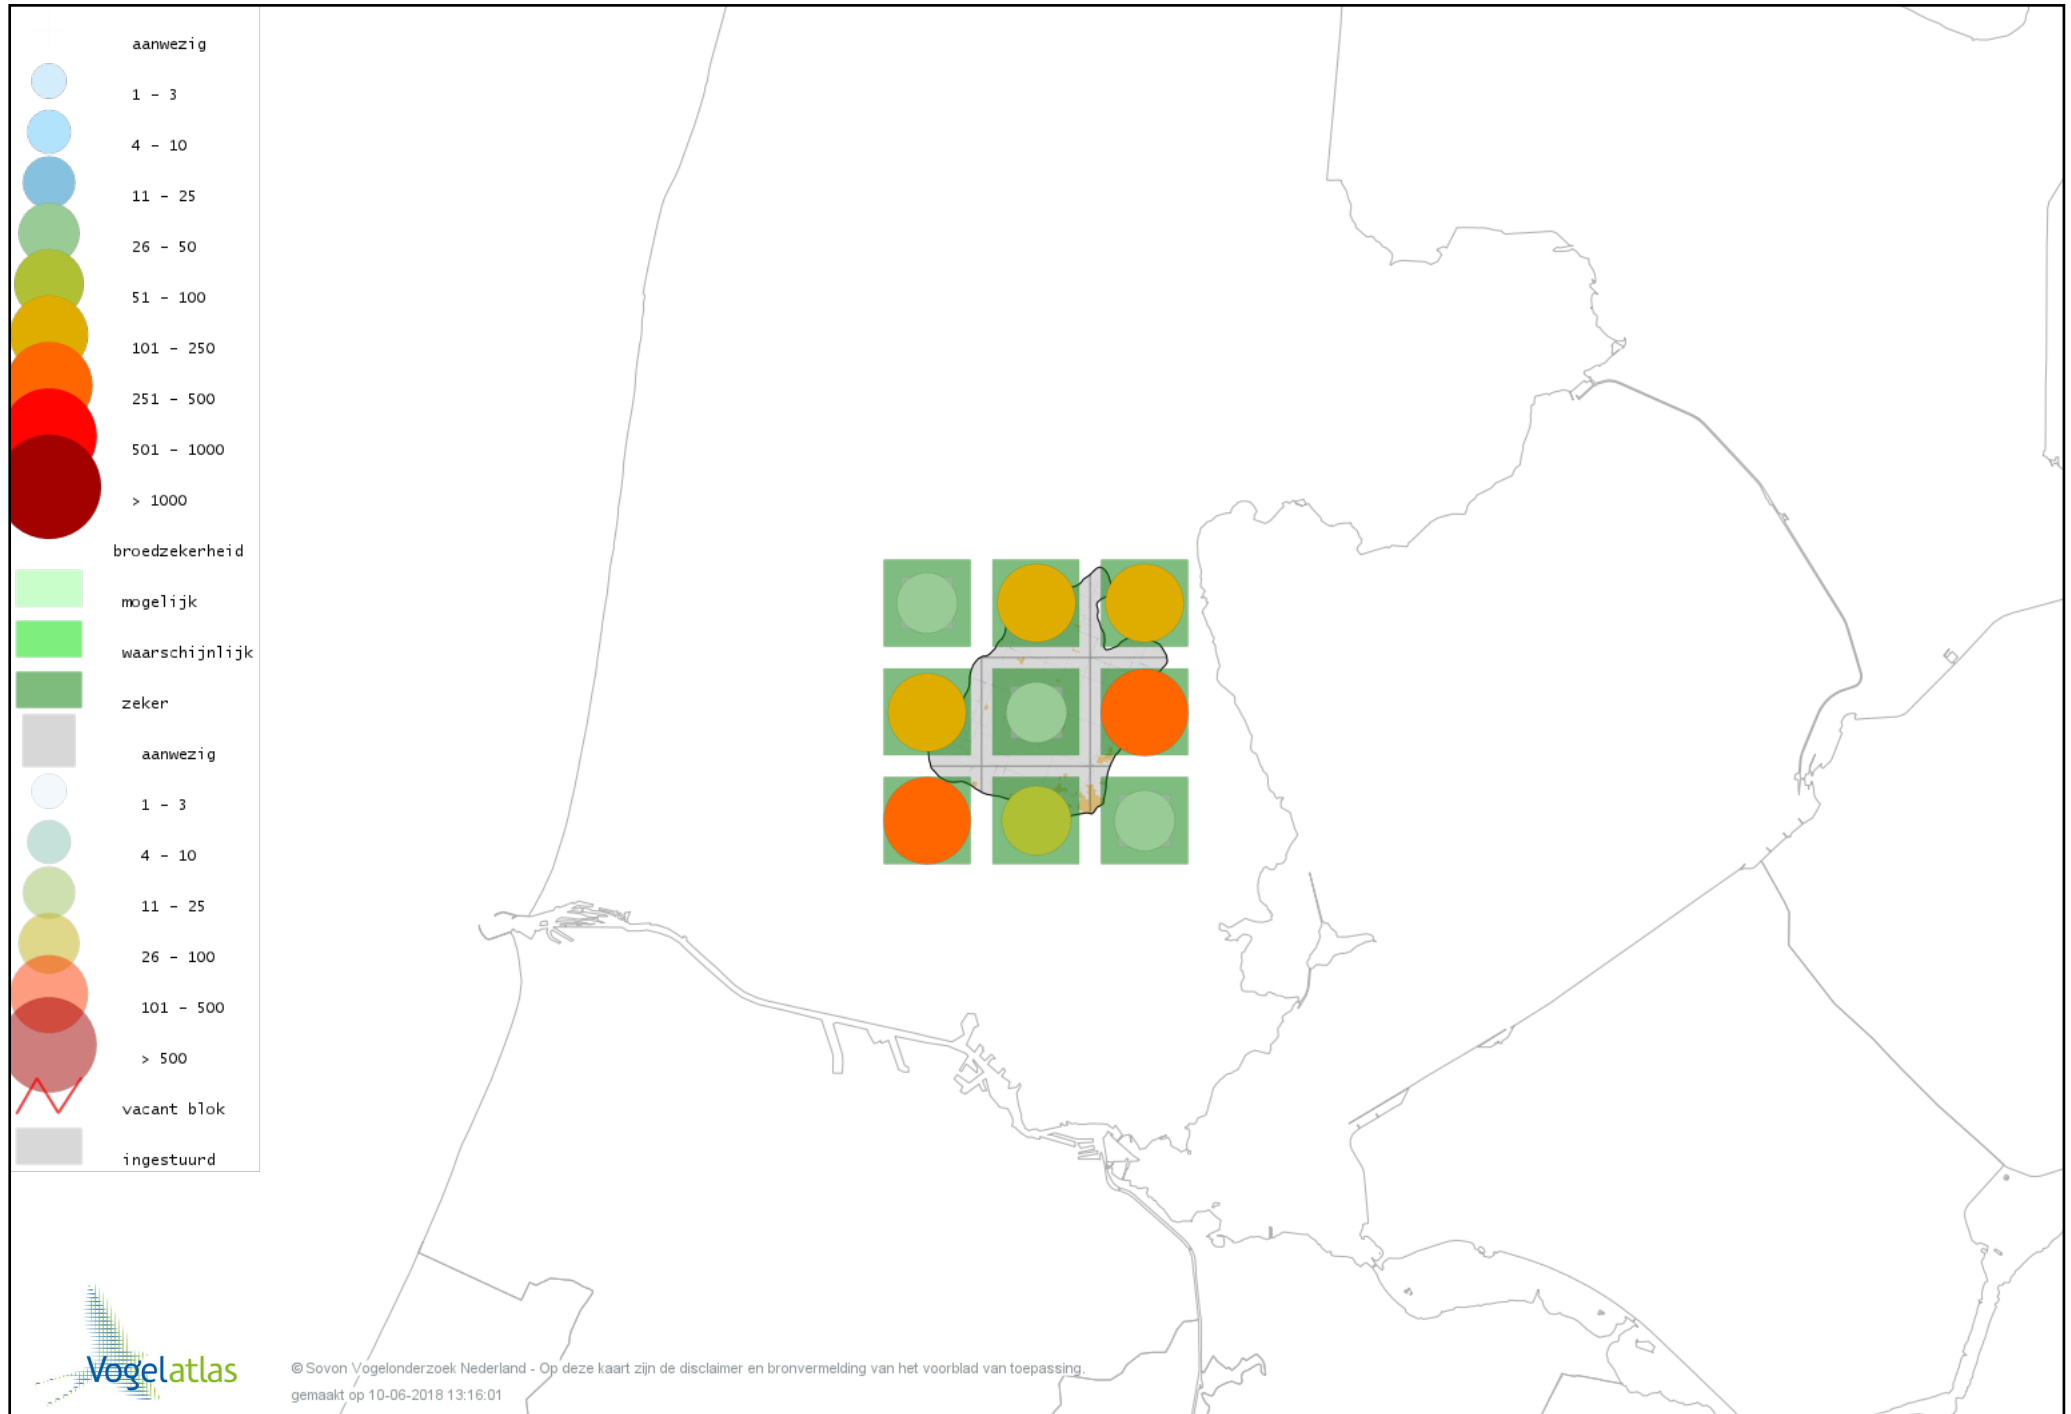 aanwezig
1 - 3
4 - 10
11 - 25
26 - 50
51 - 100
101 - 250
251 - 500
501 - 1000
> 1000
broedzekerheid
mogelijk
waarschijnlijk
zeker
aanwezig
1 - 3
4 - 10
11 - 25
26 - 100
101 - 500
> 500
vacant blok
ingestuurd
Vogelatlas
© Sovon Vogelonderzoek Nederland - Op deze kaart zijn de disclaimer en bronvermelding van het voorblad van toepassing.
gemaakt op 10-06-2018 13:16:01